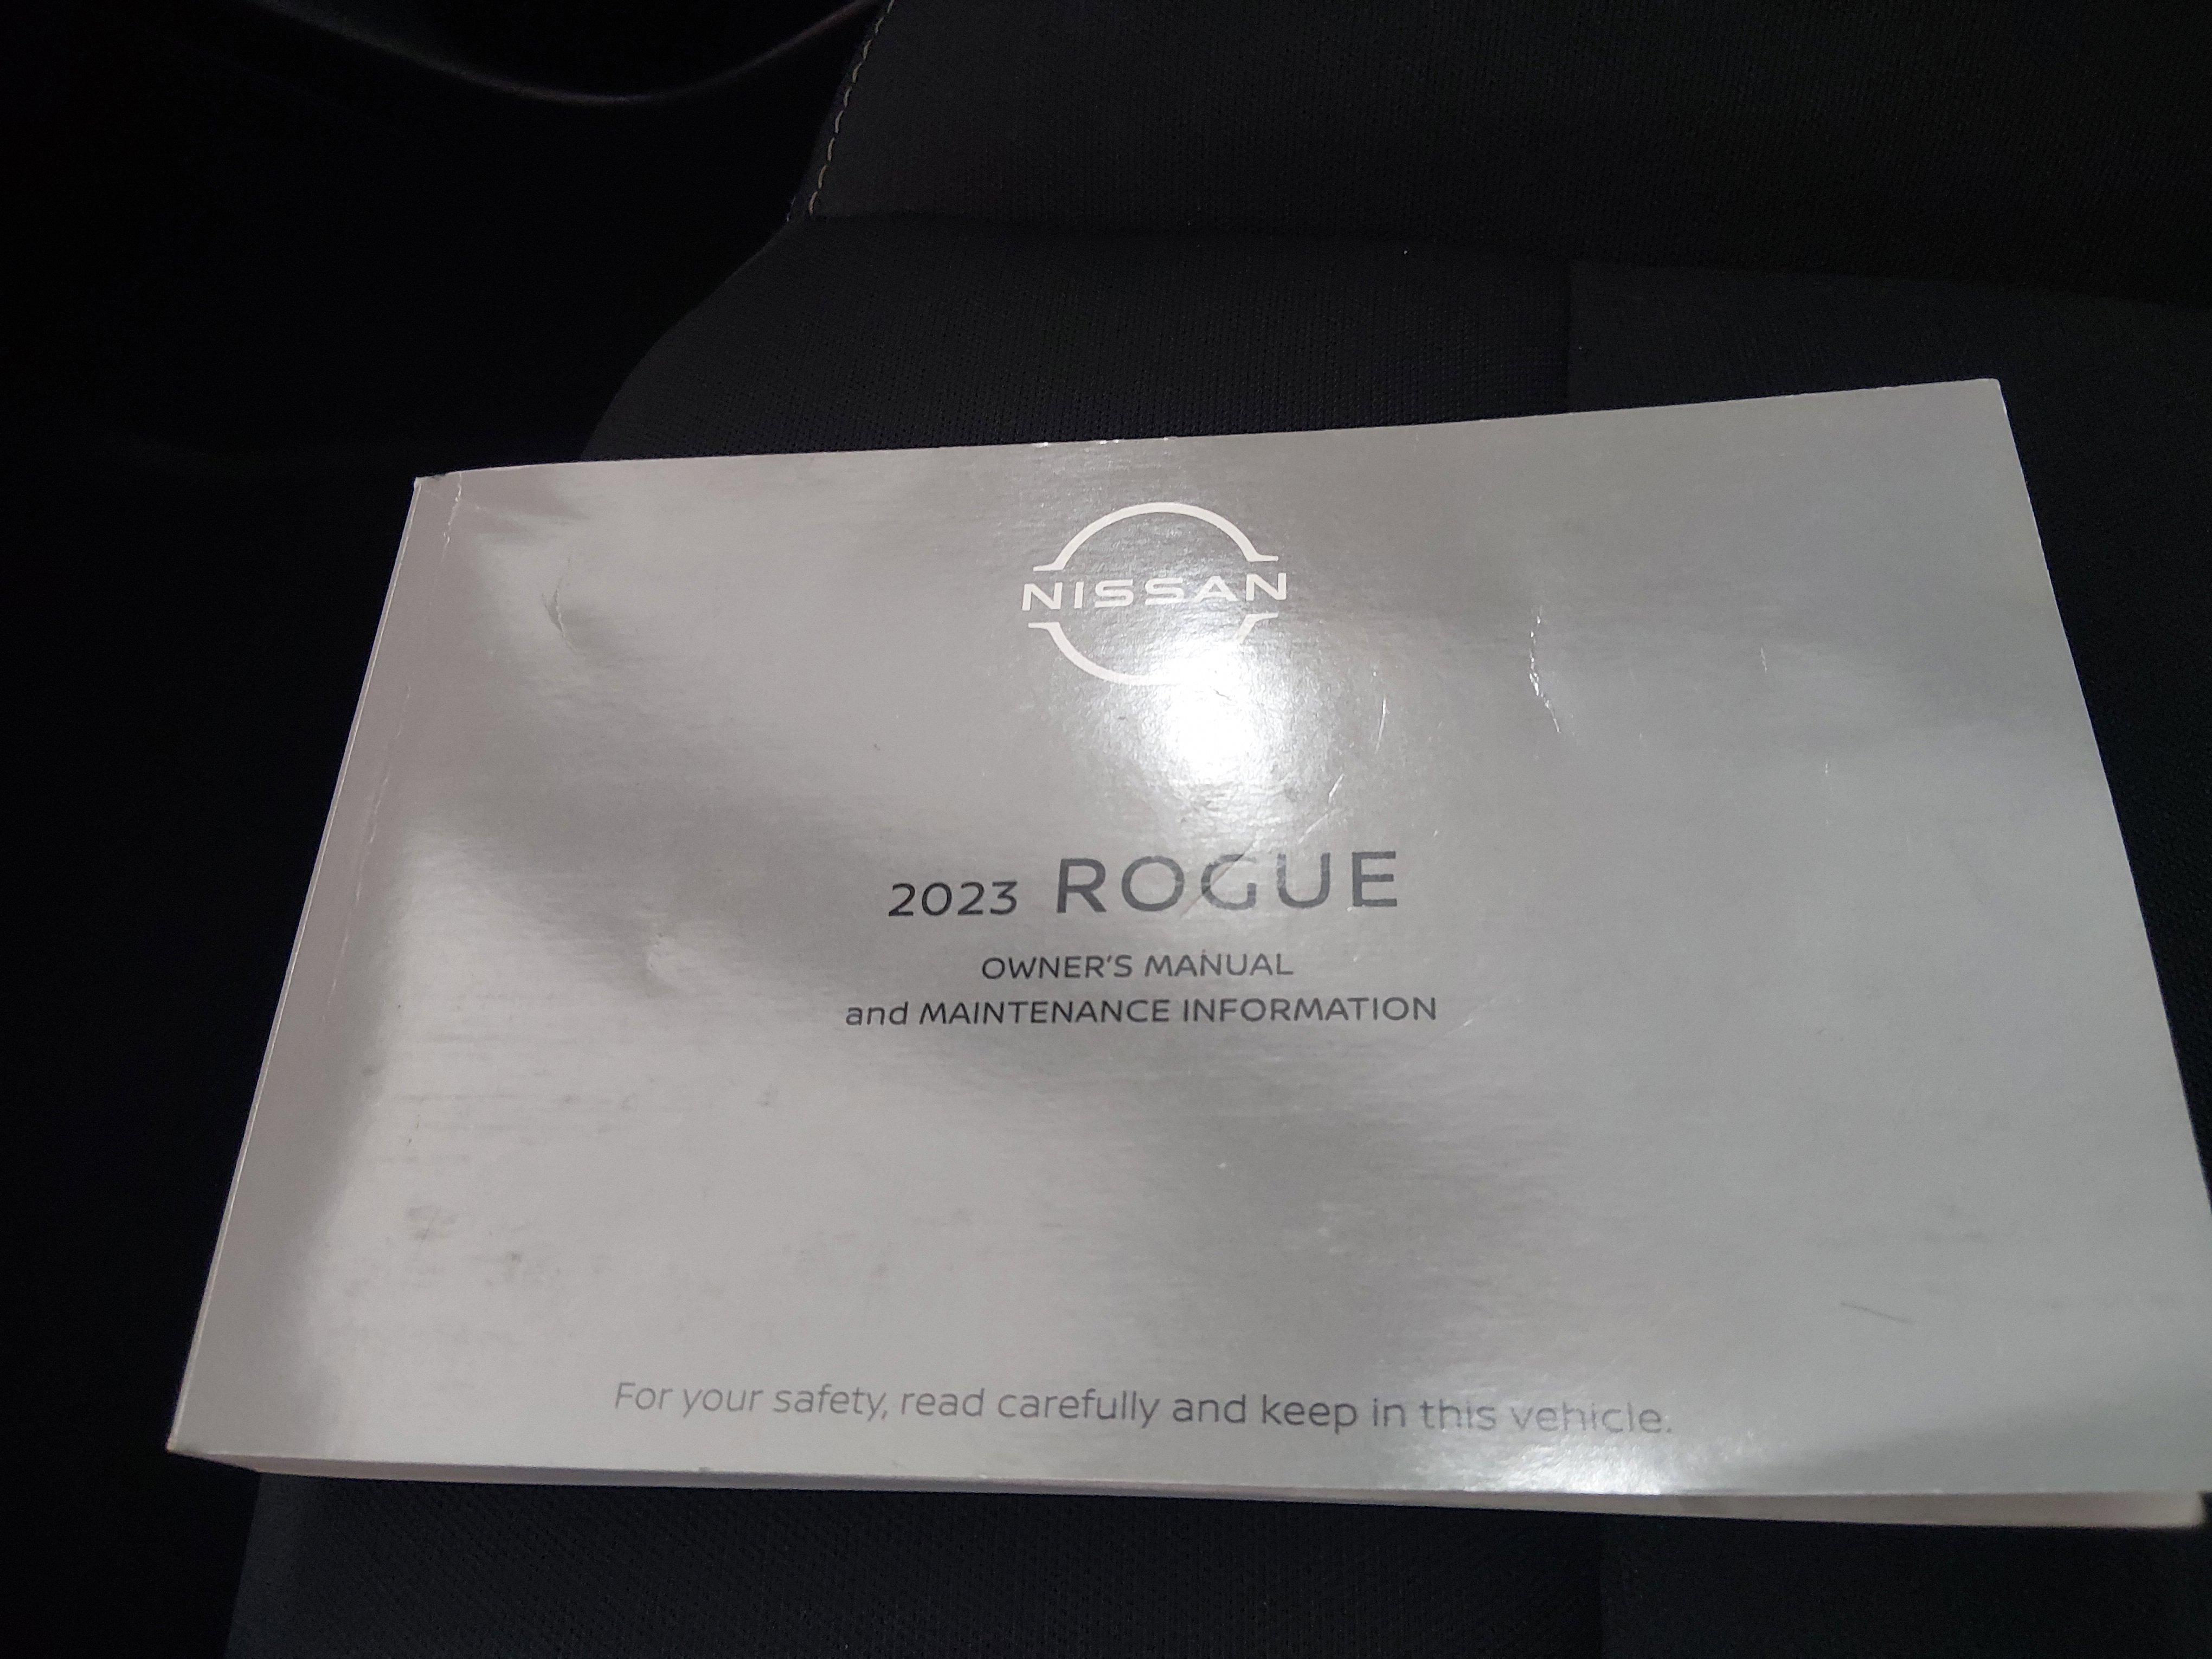 NISSAN
2023 ROGUE
OWNER'S MANUAL
and MAINTENANCE INFORMATION
For your safety, read carefully and keep in this vehicle.